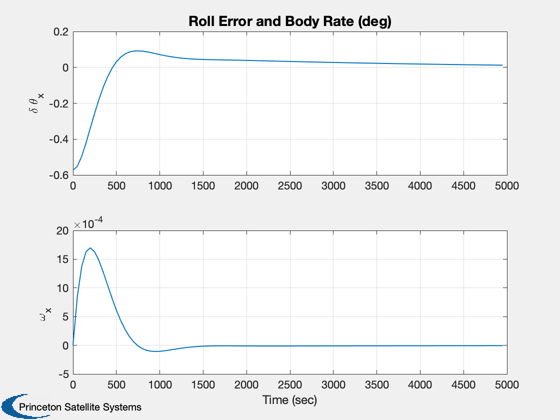 Roll Error and Body Rate (deg)
0.2
0
-0.2
-0.4
-0.6
δ θx
0 500 1000 1500 2000 2500 3000 3500 4000 4500 5000
×10-4
20
15
10
5
0
-5
ωx
0 500 1000 1500 2000 2500 3000 3500 4000 4500 5000
Time (sec)
Princeton Satellite Systems